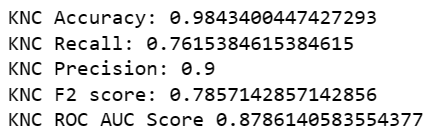 KNC Accuracy: 0.9843400447427293
KNC Recall: 0.7615384615384615
KNC Precision: 0.9
KNC F2 score: 0.7857142857142856
KNC ROC AUC Score 0.8786140583554377